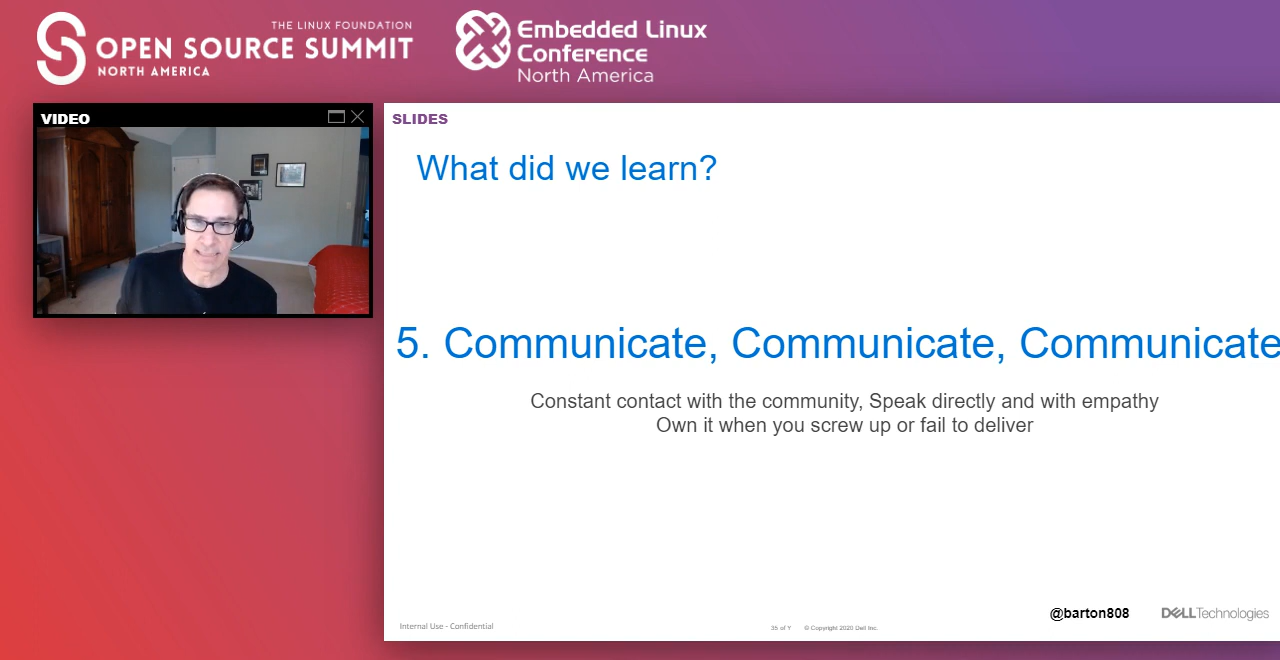 THE LINUX FOUNDATION
OPEN SOURCE SUMMIT
NORTH AMERICA
Embedded Linux
Conference
North America
VIDEO
SLIDES
What did we learn?
5. Communicate, Communicate, Communicate
Constant contact with the community, Speak directly and with empathy
Own it when you screw up or fail to deliver
@barton808
DELLTechnologies
Internal Use - Confidential
35 of Y
© Copyright 2020 Dell Inc.